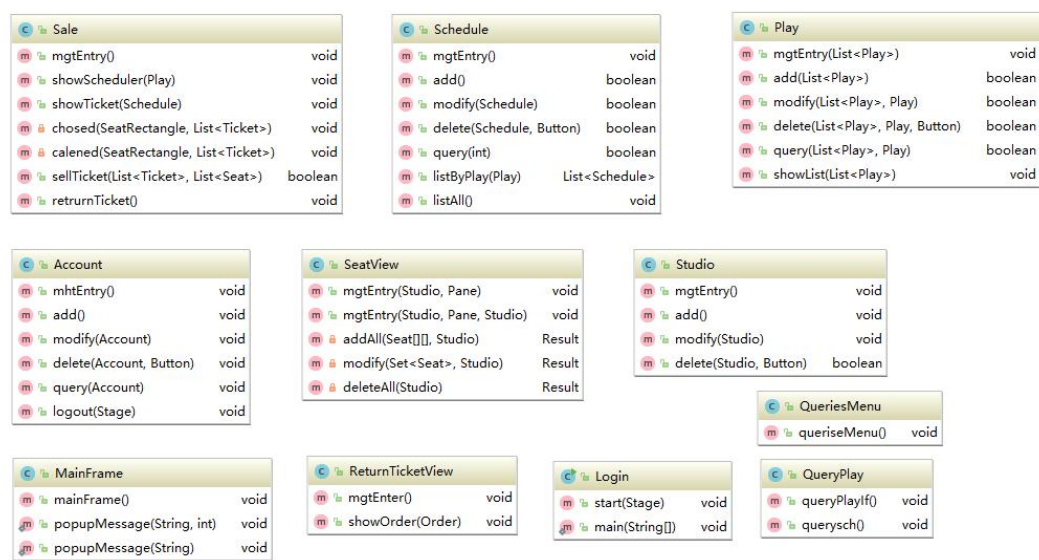 Sale
mgtEntry() void
showScheduler(Play) void
showTicket(Schedule) void
chosed(SeatRectangle, List<Ticket>) void
calened(SeatRectangle, List<Ticket>) void
sellTicket(List<Ticket>, List<Seat>) boolean
retrurnTicket() void
Schedule
mgtEntry() void
add() boolean
modify(Schedule) boolean
delete(Schedule, Button) boolean
query(int) boolean
listByPlay(Play) List<Schedule>
listAll() void
Play
mgtEntry(List<Play>) void
add(List<Play>) boolean
modify(List<Play>, Play) boolean
delete(List<Play>, Play, Button) boolean
query(List<Play>, Play) boolean
showList(List<Play>) void
Account
mhtEntry() void
add() void
modify(Account) void
delete(Account, Button) void
query(Account) void
logout(Stage) void
SeatView
mgtEntry(Studio, Pane) void
mgtEntry(Studio, Pane, Studio) void
addAll(Seat[][], Studio) Result
modify(Set<Seat>, Studio) Result
deleteAll(Studio) Result
Studio
mgtEntry() void
add() void
modify(Studio) void
delete(Studio, Button) boolean
QueriesMenu
queriseMenu() void
MainFrame
mainFrame() void
popupMessage(String, int) void
popupMessage(String) void
ReturnTicketView
mgtEnter() void
showOrder(Order) void
Login
start(Stage) void
main(String[]) void
QueryPlay
queryPlayIf() void
querysch() void